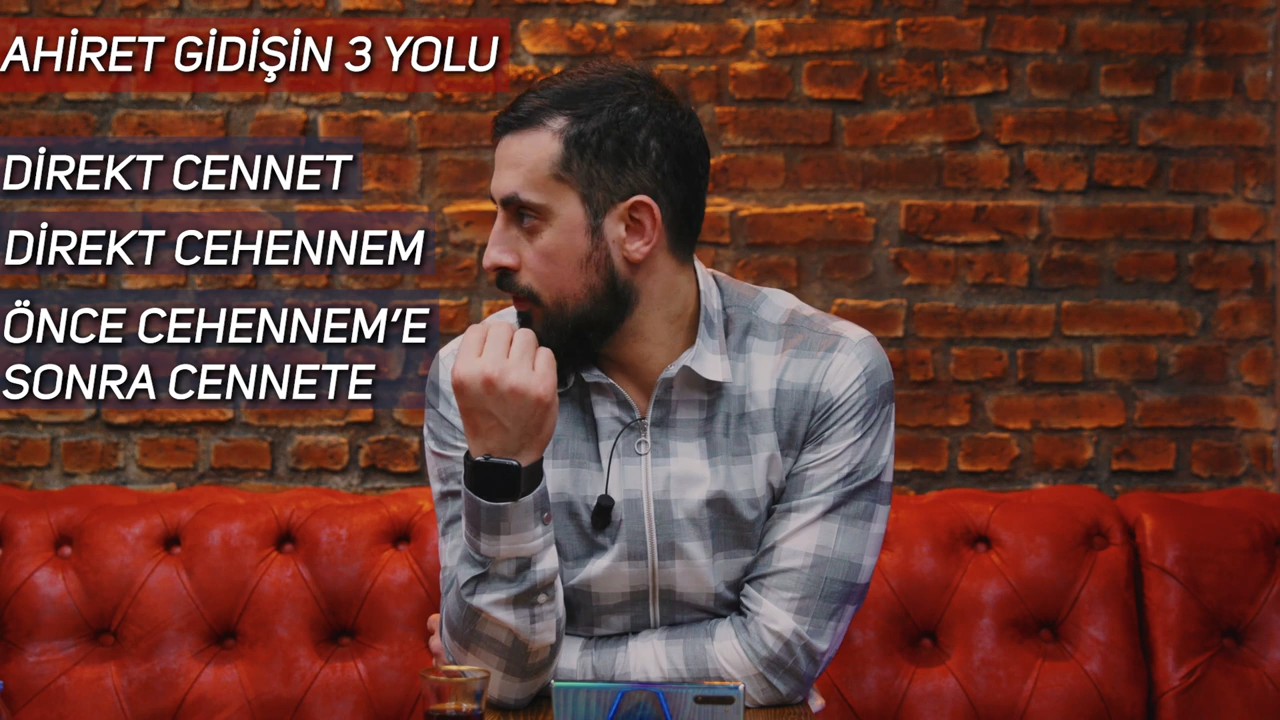 AHİRET GİDİŞİN 3 YOLU
DİREKT CENNET
DİREKT CEHENNEM
ÖNCE CEHENNEM'E
SONRA CENNETE